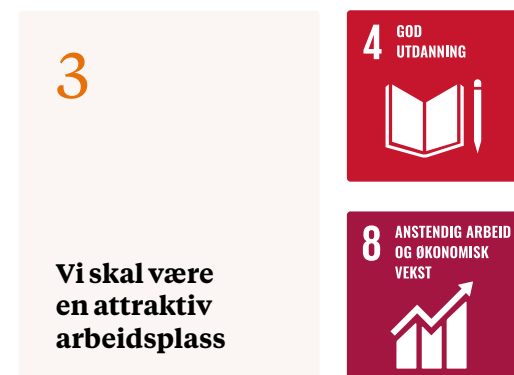 3
Vi skal være
en attraktiv
arbeidsplass
4 GOD
UTDANNING
8 ANSTENDIG ARBEID
OG ØKONOMISK
VEKST